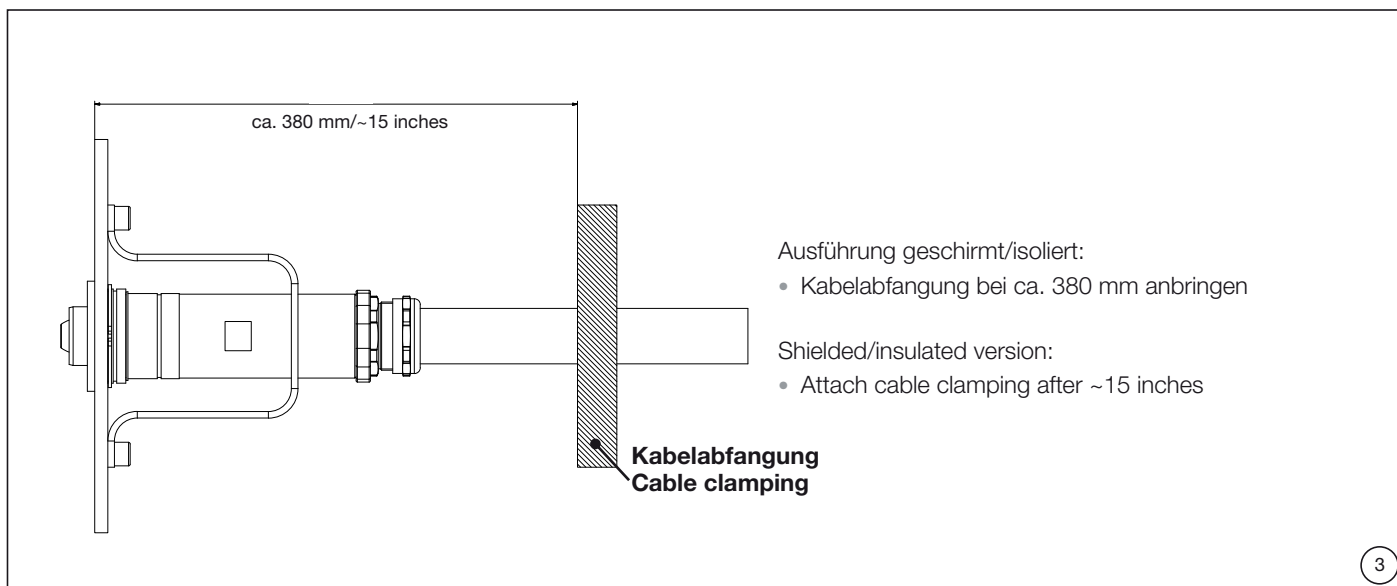 ca. 380 mm/~15 inches
Ausführung geschirmt/isoliert:
• Kabelabfangung bei ca. 380 mm anbringen
Shielded/insulated version:
• Attach cable clamping after ~15 inches
Kabelabfangung
Cable clamping
3